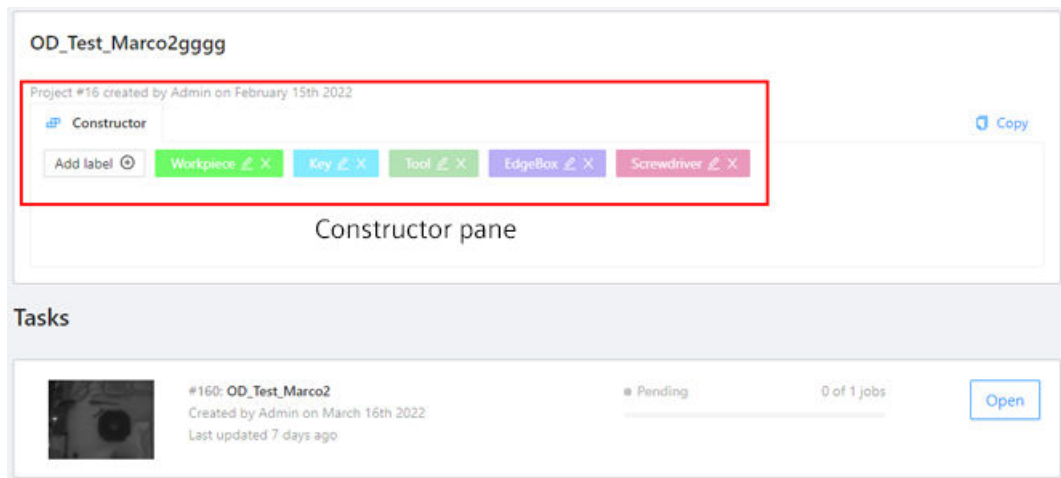 OD_Test_Marco2gggg
Project #16 created by Admin on February 15th 2022
Constructor
Copy
Add label Workpiece Key Tool EdgeBox Screwdriver
Constructor pane
Tasks
#160: OD_Test_Marco2 Pending 0 of 1 jobs
Created by Admin on March 16th 2022
Open
Last updated 7 days ago